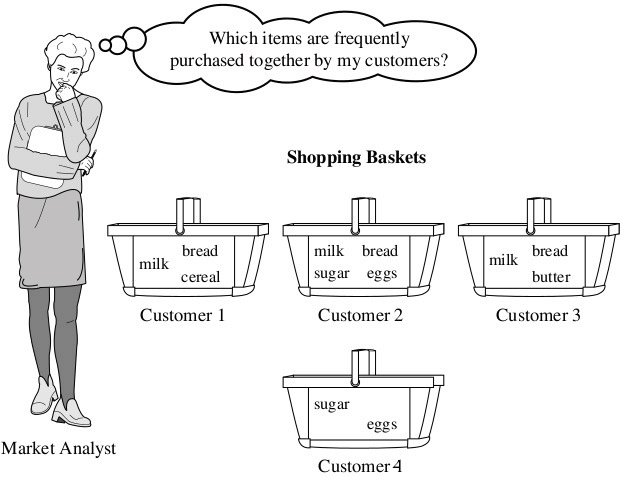 Which items are frequently
purchased together by my customers?
Shopping Baskets
milk
bread
cereal
Customer 1
milk bread
sugar eggs
Customer 2
milk
bread
butter
Customer 3
sugar
eggs
Customer 4
Market Analyst